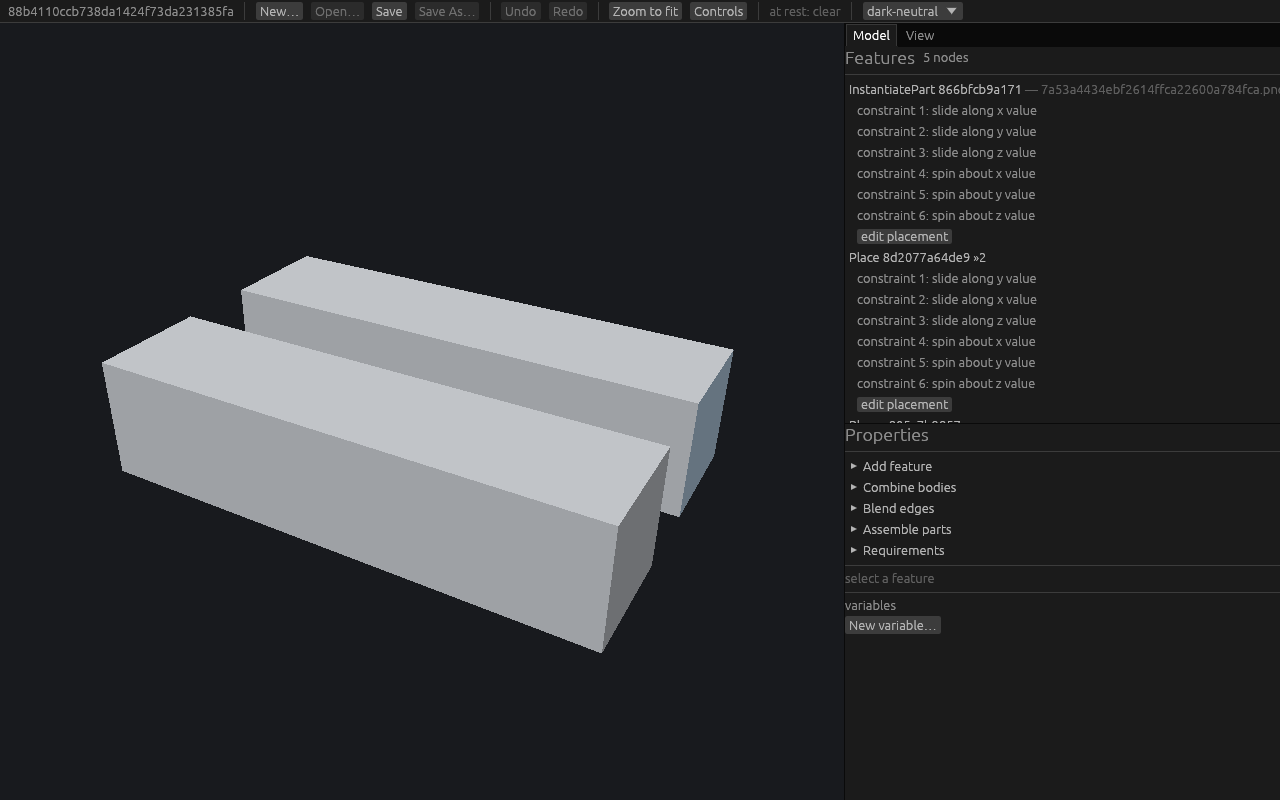 88b4110ccb738da1424f73da231385fa New… Open… Save Save As… Undo Redo Zoom to fit Controls at rest: clear dark-neutral
Model View
Features 5 nodes
InstantiatePart 866bfcb9a171 — 7a53a4434ebf2614ffca22600a784fca.pn
constraint 1: slide along x value
constraint 2: slide along y value
constraint 3: slide along z value
constraint 4: spin about x value
constraint 5: spin about y value
constraint 6: spin about z value
edit placement
Place 8d2077a64de9 »2
constraint 1: slide along y value
constraint 2: slide along x value
constraint 3: slide along z value
constraint 4: spin about x value
constraint 5: spin about y value
constraint 6: spin about z value
edit placement
Properties
Add feature
Combine bodies
Blend edges
Assemble parts
Requirements
select a feature
variables
New variable…